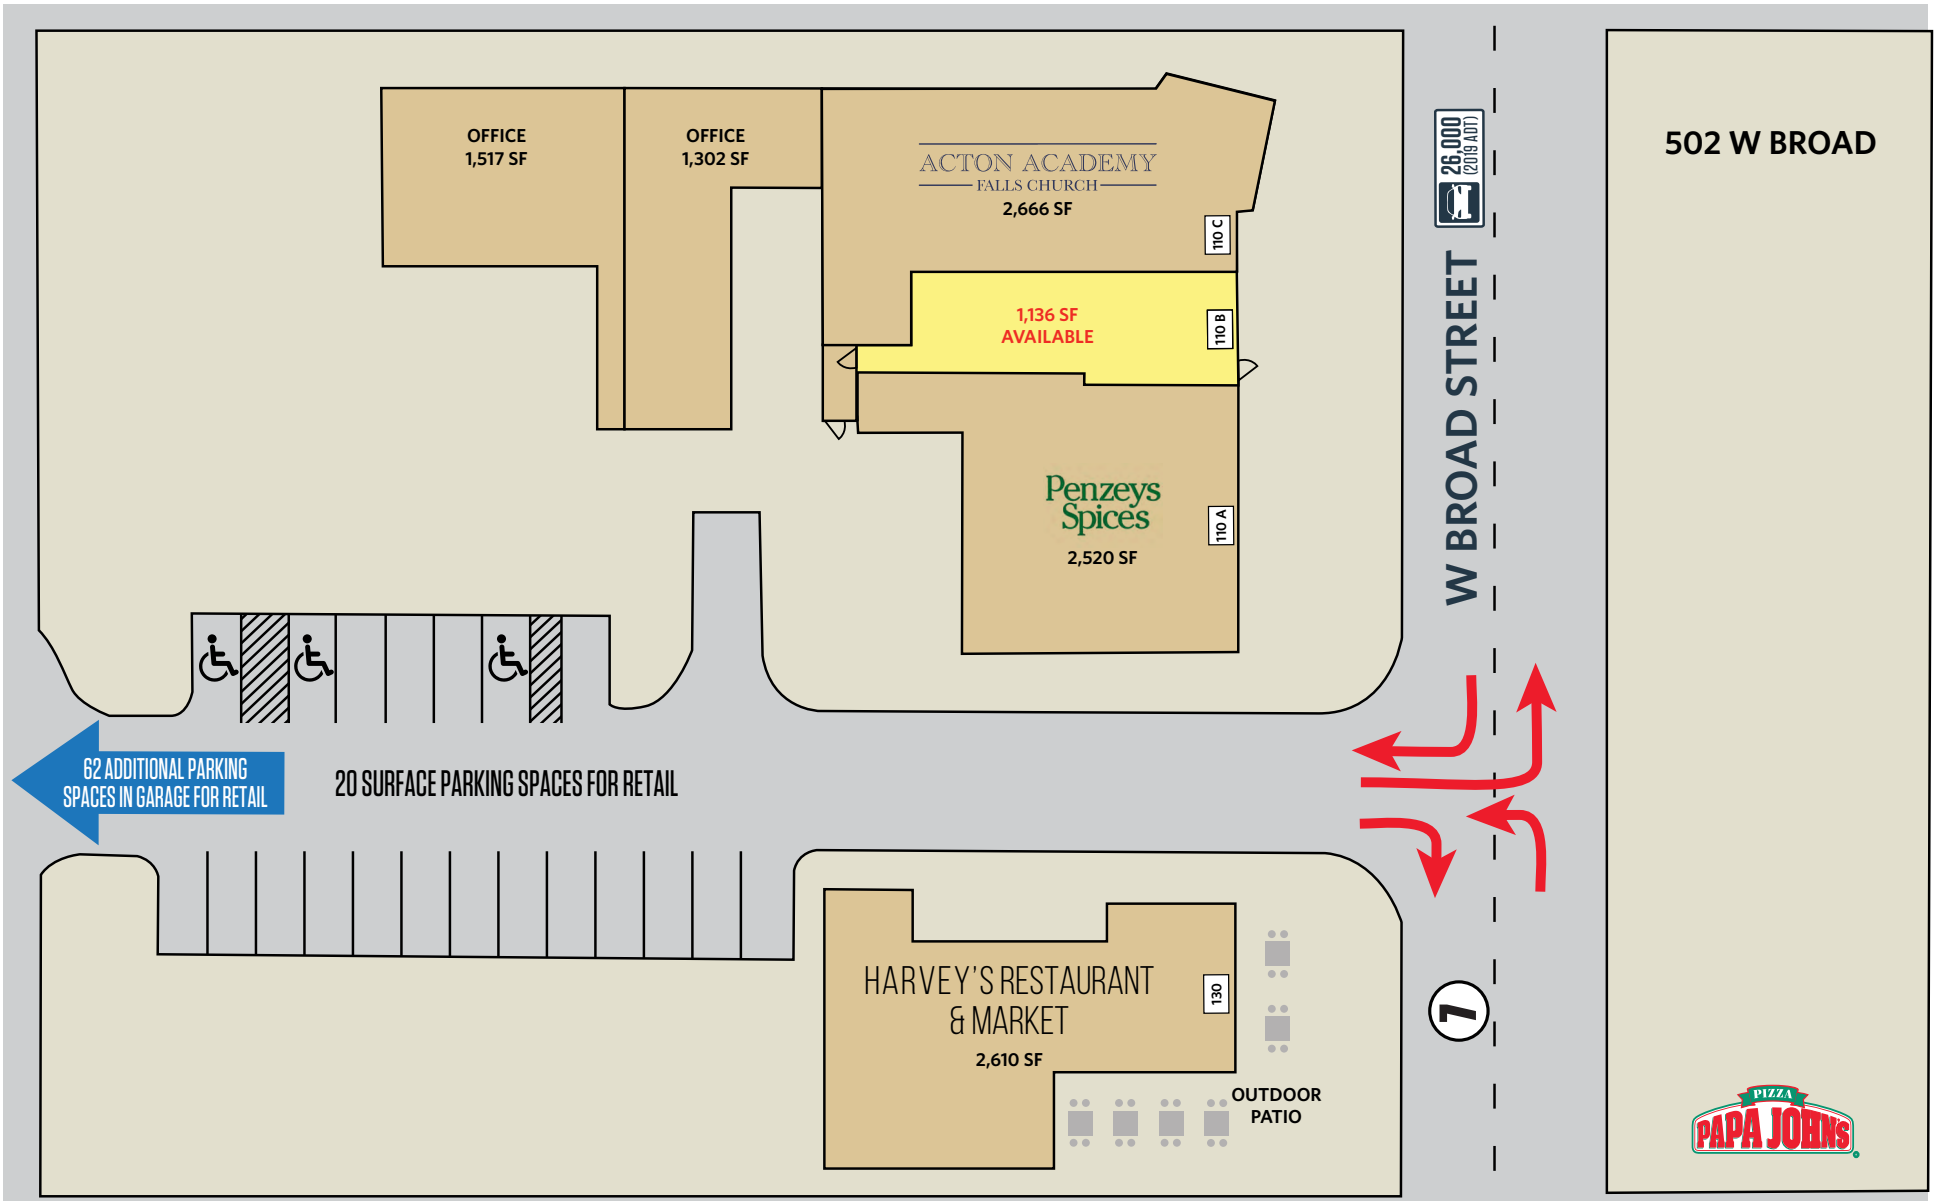 OFFICE
1,517 SF
OFFICE
1,302 SF
ACTON ACADEMY
FALLS CHURCH
2,666 SF
110 C
1,136 SF
AVAILABLE
110 B
Penzeys
Spices
2,520 SF
110 A
26,000
(2019 ADT)
W BROAD STREET
502 W BROAD
62 ADDITIONAL PARKING
SPACES IN GARAGE FOR RETAIL
20 SURFACE PARKING SPACES FOR RETAIL
HARVEY'S RESTAURANT
& MARKET
2,610 SF
130
OUTDOOR
PATIO
7
PIZZA
PAPA JOHN'S